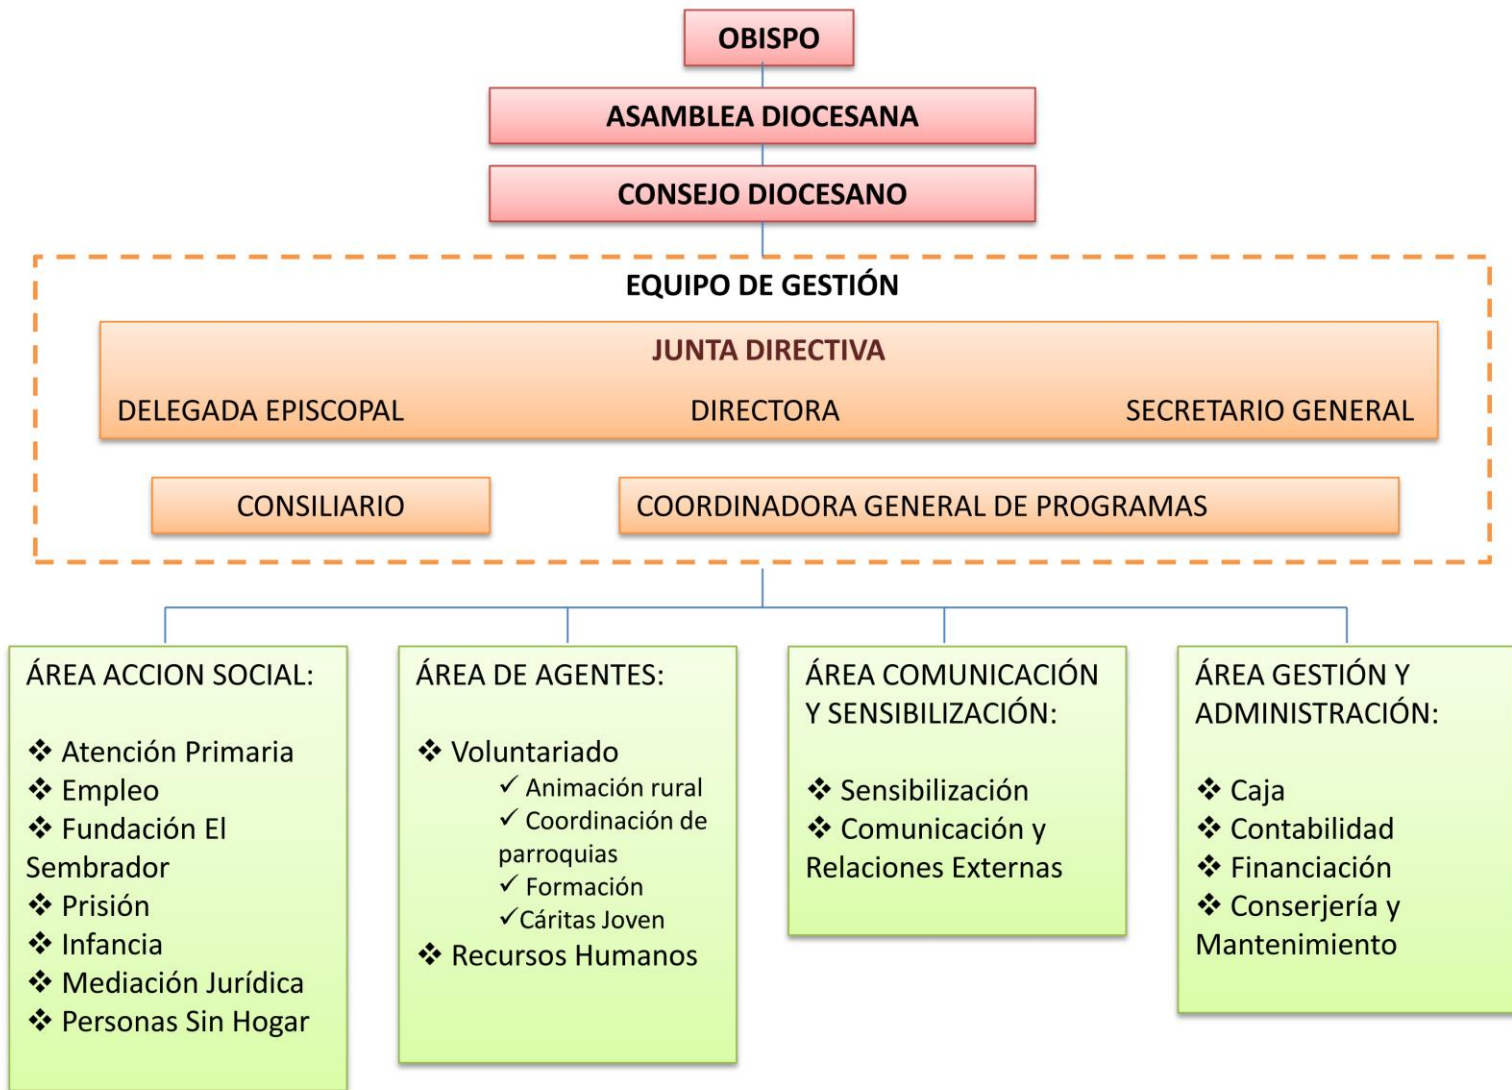 OBISPO
ASAMBLEA DIOCESANA
CONSEJO DIOCESANO
EQUIPO DE GESTIÓN
JUNTA DIRECTIVA
DELEGADA EPISCOPAL DIRECTORA SECRETARIO GENERAL
CONSILIARIO COORDINADORA GENERAL DE PROGRAMAS
ÁREA ACCION SOCIAL:
❖ Atención Primaria
❖ Empleo
❖ Fundación El
Sembrador
❖ Prisión
❖ Infancia
❖ Mediación Jurídica
❖ Personas Sin Hogar
ÁREA DE AGENTES:
❖ Voluntariado
✓ Animación rural
✓ Coordinación de
parroquias
✓ Formación
✓Cáritas Joven
❖ Recursos Humanos
ÁREA COMUNICACIÓN
Y SENSIBILIZACIÓN:
❖ Sensibilización
❖ Comunicación y
Relaciones Externas
ÁREA GESTIÓN Y
ADMINISTRACIÓN:
❖ Caja
❖ Contabilidad
❖ Financiación
❖ Conserjería y
Mantenimiento